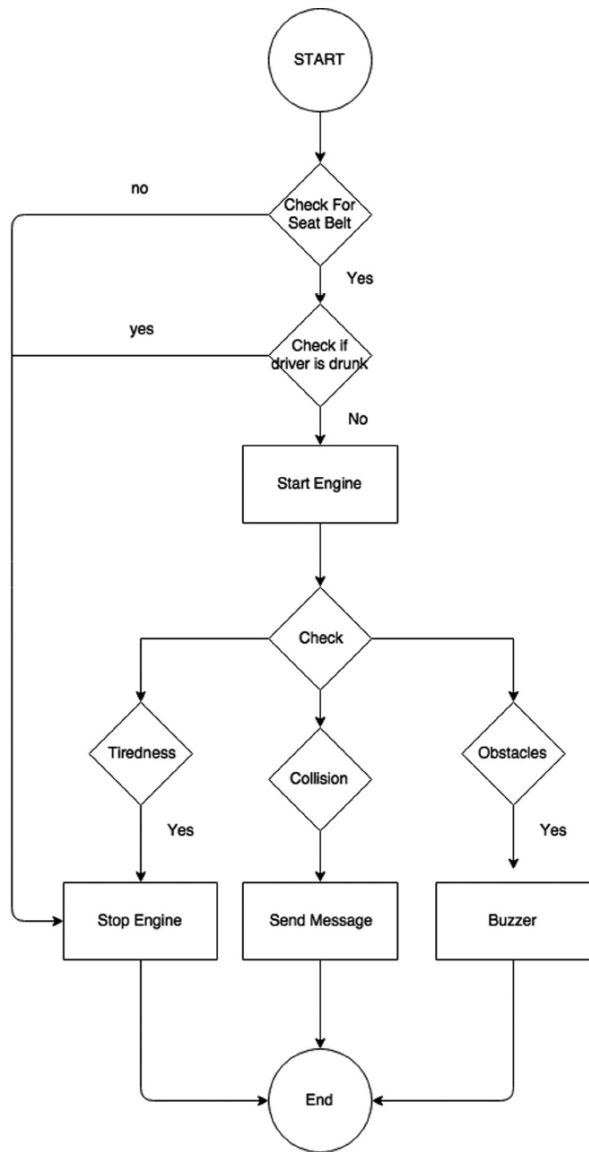 START
no
Check For
Seat Belt
Yes
yes
Check if
driver is drunk
No
Start Engine
Check
Tiredness
Collision
Obstacles
Yes
Yes
Stop Engine
Send Message
Buzzer
End